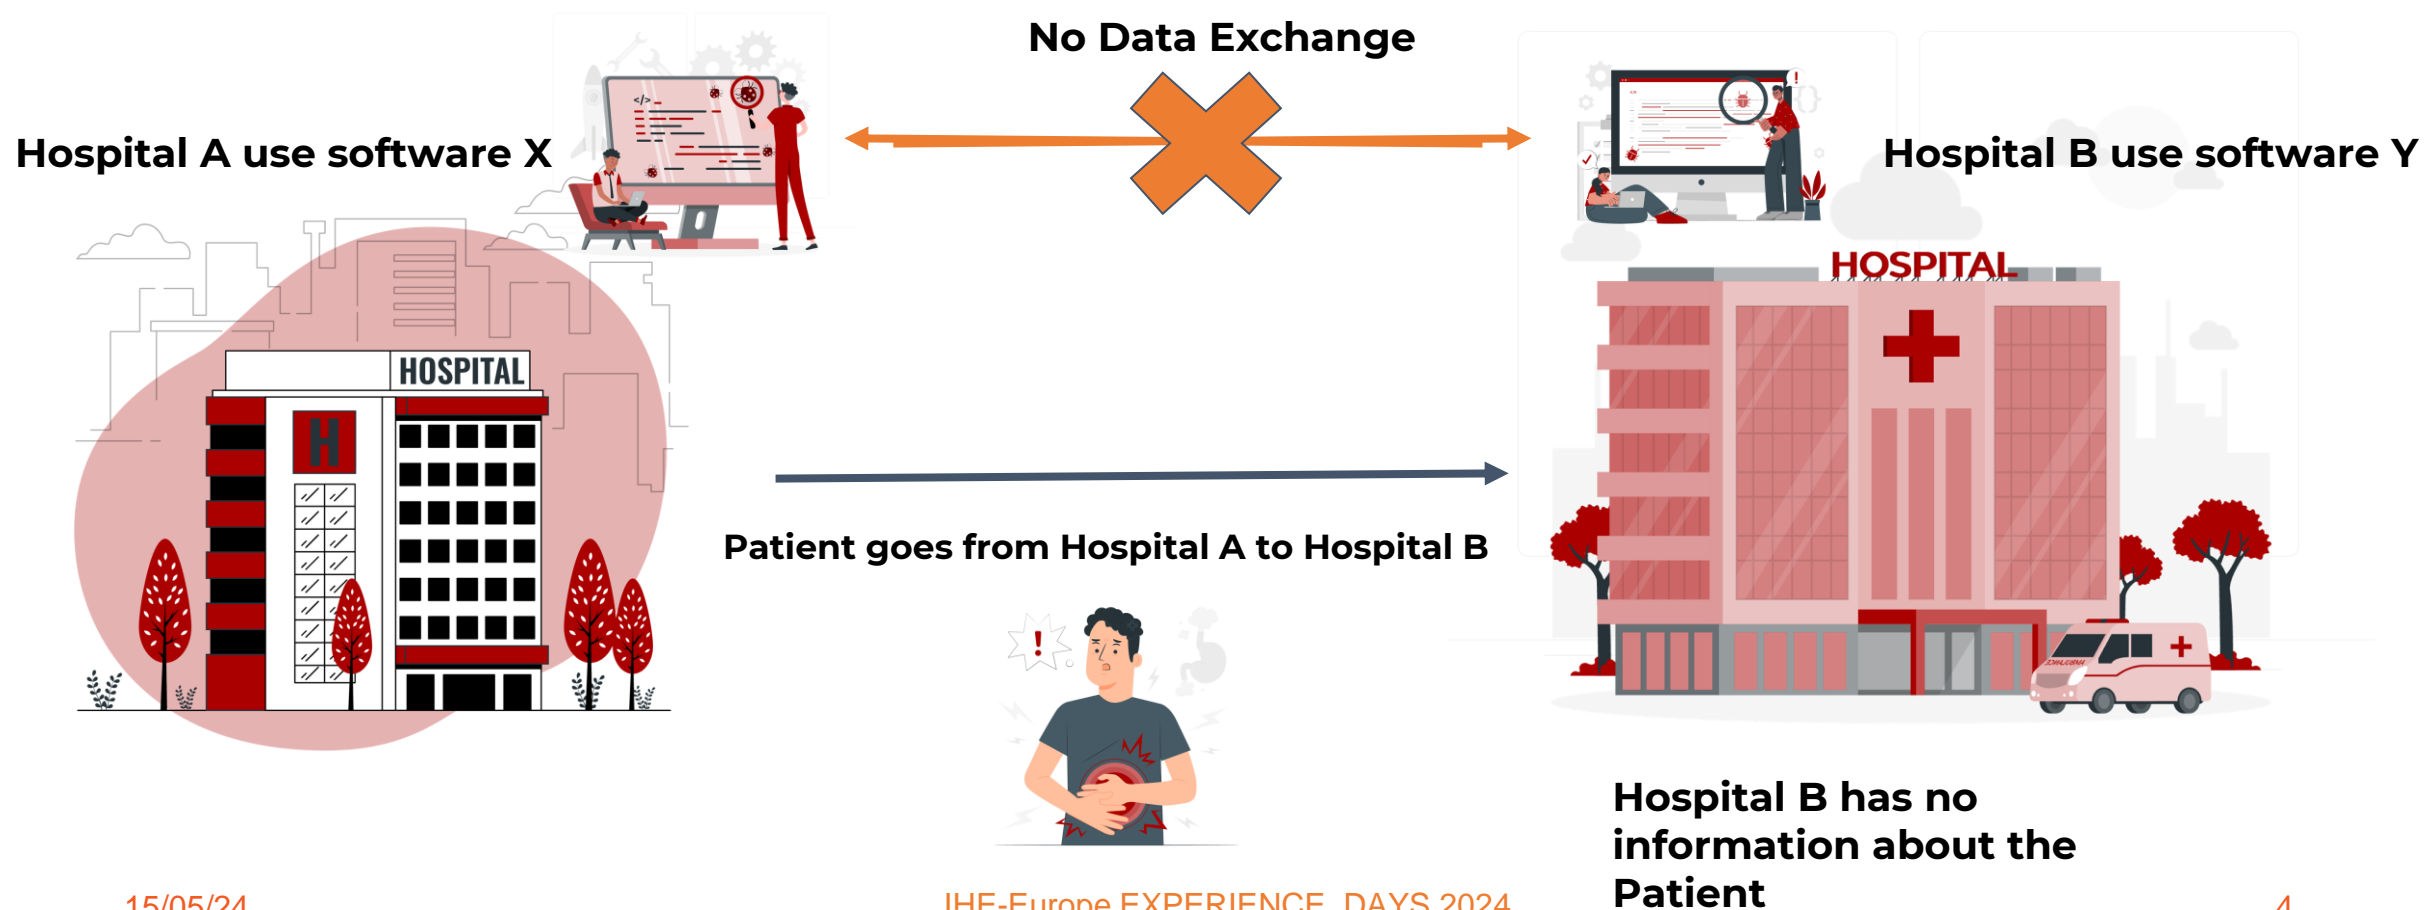 No Data Exchange
Hospital A use software X
Hospital B use software Y
</>
HOSPITAL
HOSPITAL
H
Patient goes from Hospital A to Hospital B
!
!
Hospital B has no
information about the
Patient
15/05/24
IHE-Europe EXPERIENCE DAYS 2024
4